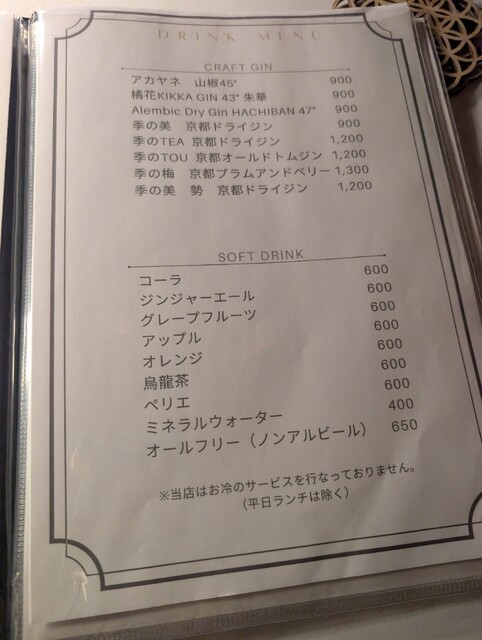 DRINK MENU
CRAFT GIN
アカヤネ　山椒45° 900
橘花KIKKA GIN 43° 朱華 900
Alembic Dry Gin HACHIBAN 47° 900
季の美　京都ドライジン 900
季のTEA 京都ドライジン 1,200
季のTOU 京都オールドトムジン 1,200
季の梅　京都プラムアンドベリー 1,300
季の美　勢　京都ドライジン 1,200
SOFT DRINK
コーラ 600
ジンジャーエール 600
グレープフルーツ 600
アップル 600
オレンジ 600
烏龍茶 600
ペリエ 600
ミネラルウォーター 400
オールフリー（ノンアルビール） 650
※当店はお冷のサービスを行なっておりません。
（平日ランチは除く）